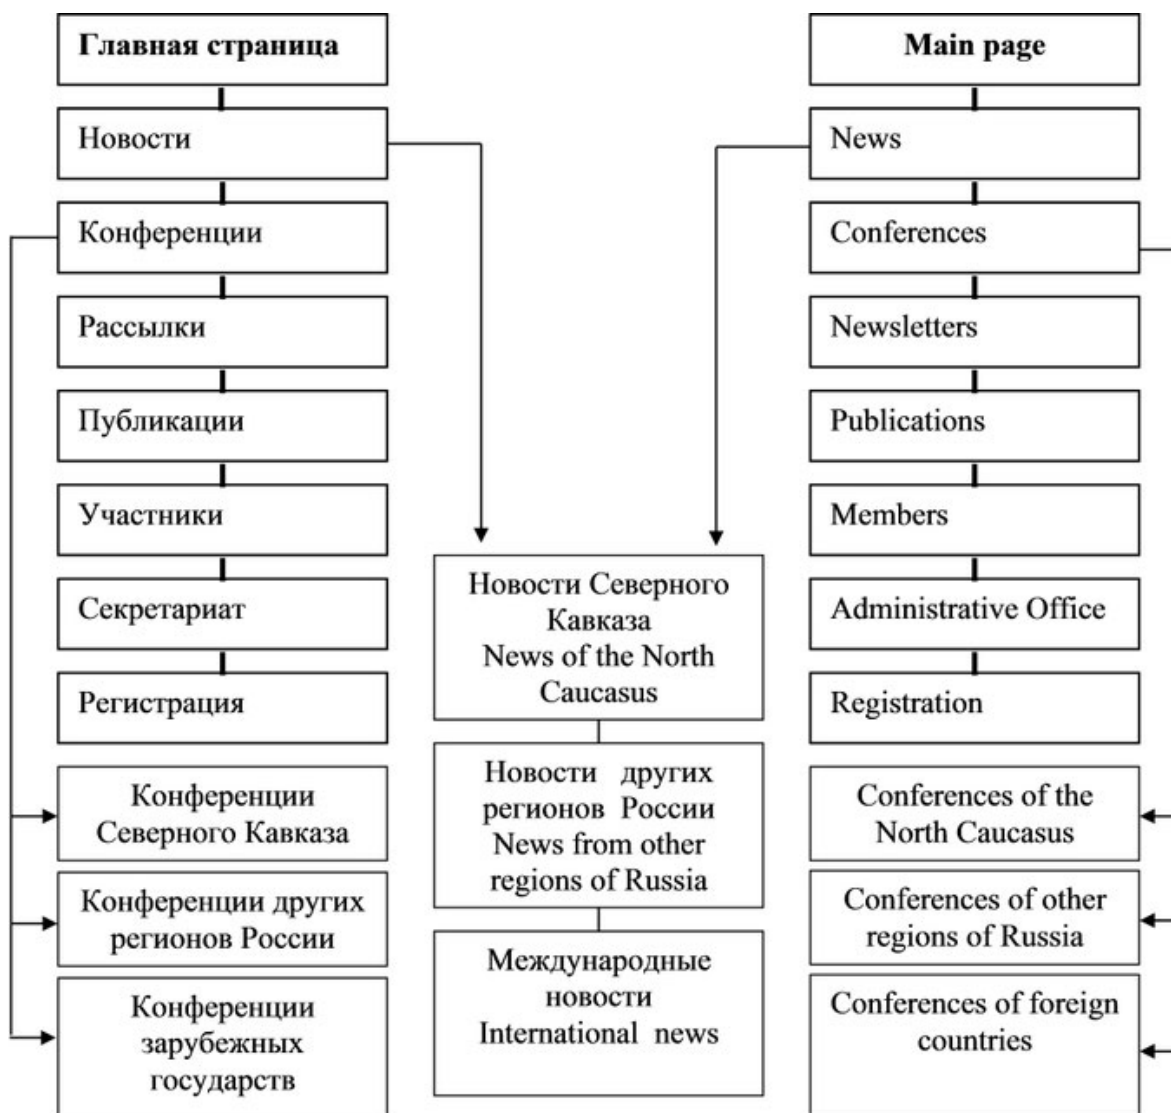 Главная страница
Новости
Конференции
Рассылки
Публикации
Участники
Секретариат
Регистрация
Конференции
Северного Кавказа
Конференции других
регионов России
Конференции
зарубежных
государств
Новости Северного
Кавказа
News of the North
Caucasus
Новости других
регионов России
News from other
regions of Russia
Международные
новости
International news
Main page
News
Conferences
Newsletters
Publications
Members
Administrative Office
Registration
Conferences of the
North Caucasus
Conferences of other
regions of Russia
Conferences of foreign
countries